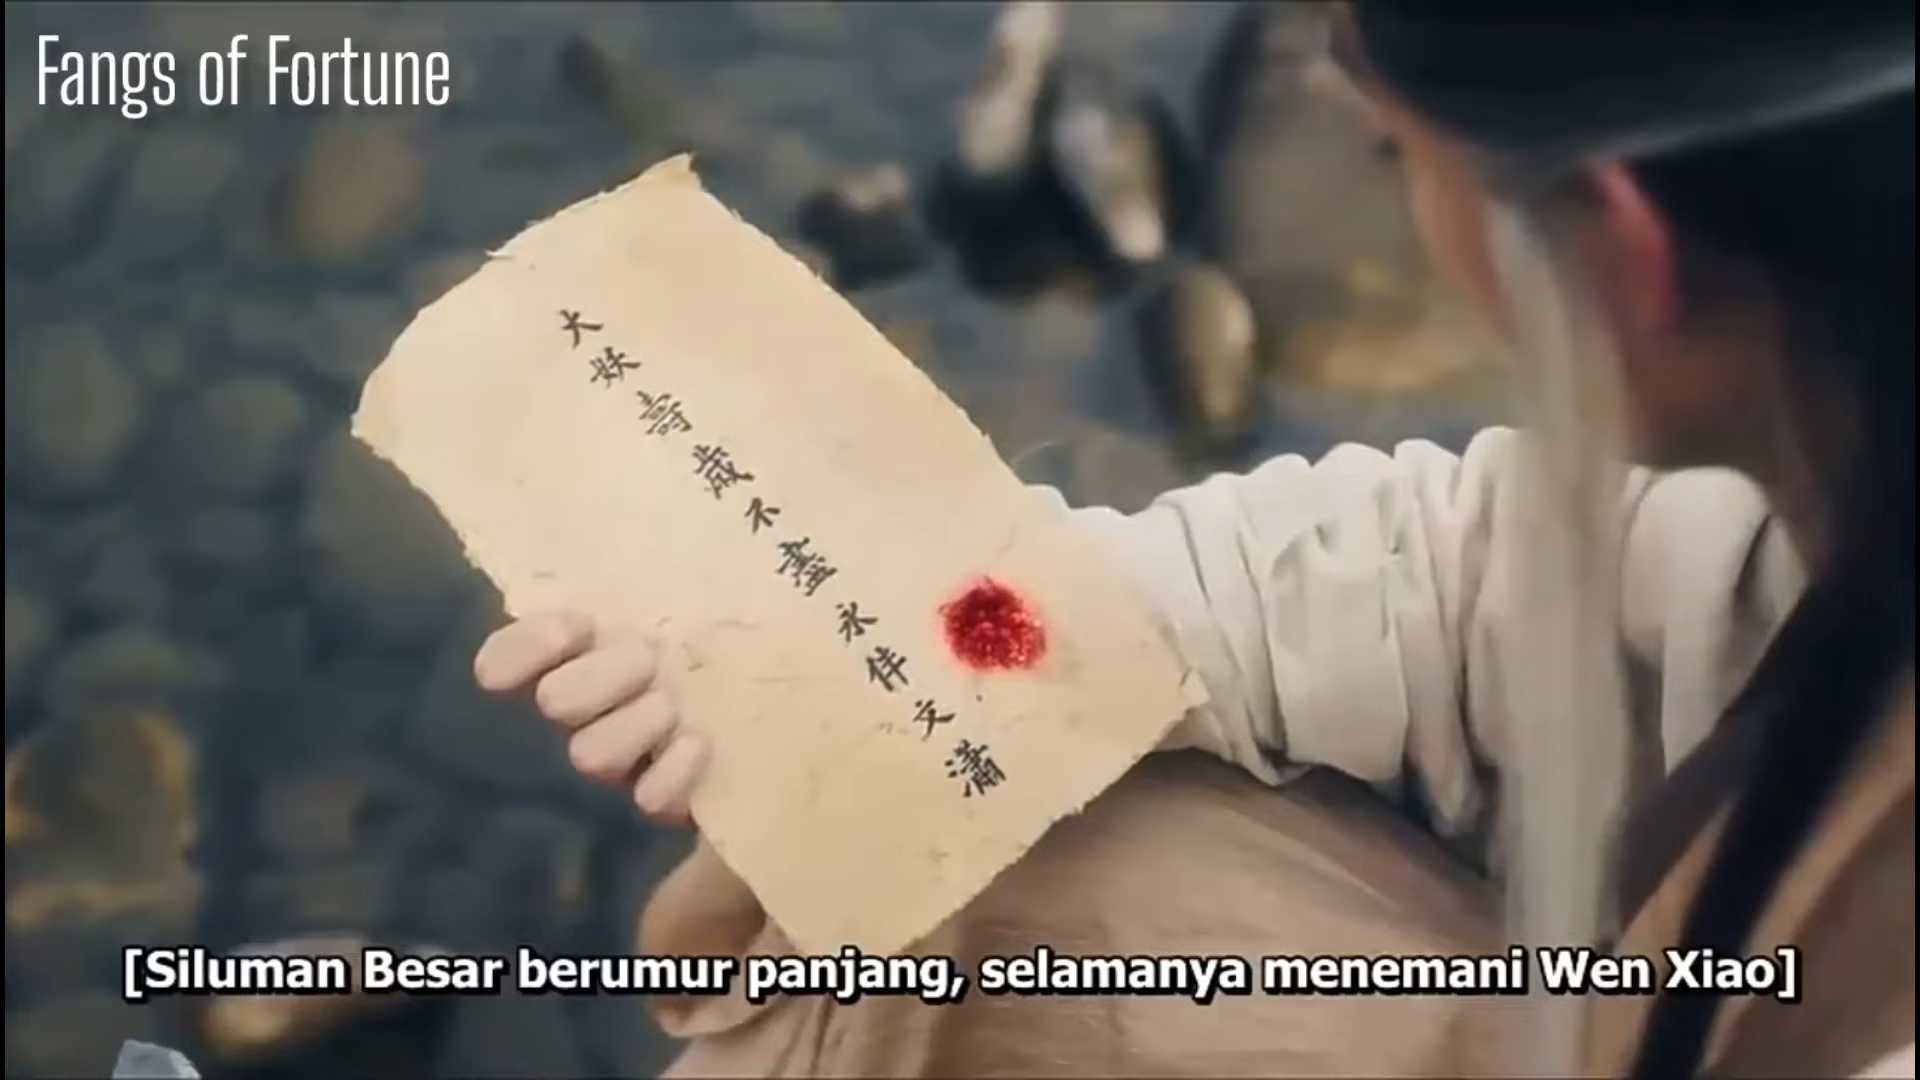 Fangs of Fortune
大妖壽歲不盡永伴文瀟
[Siluman Besar berumur panjang, selamanya menemani Wen Xiao]